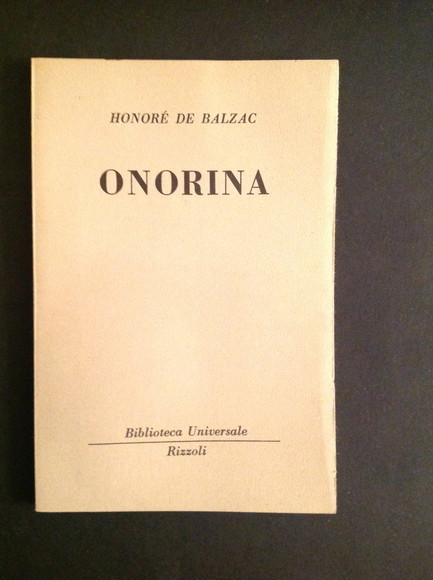 HONORÉ DE BALZAC
ONORINA
Biblioteca Universale
Rizzoli